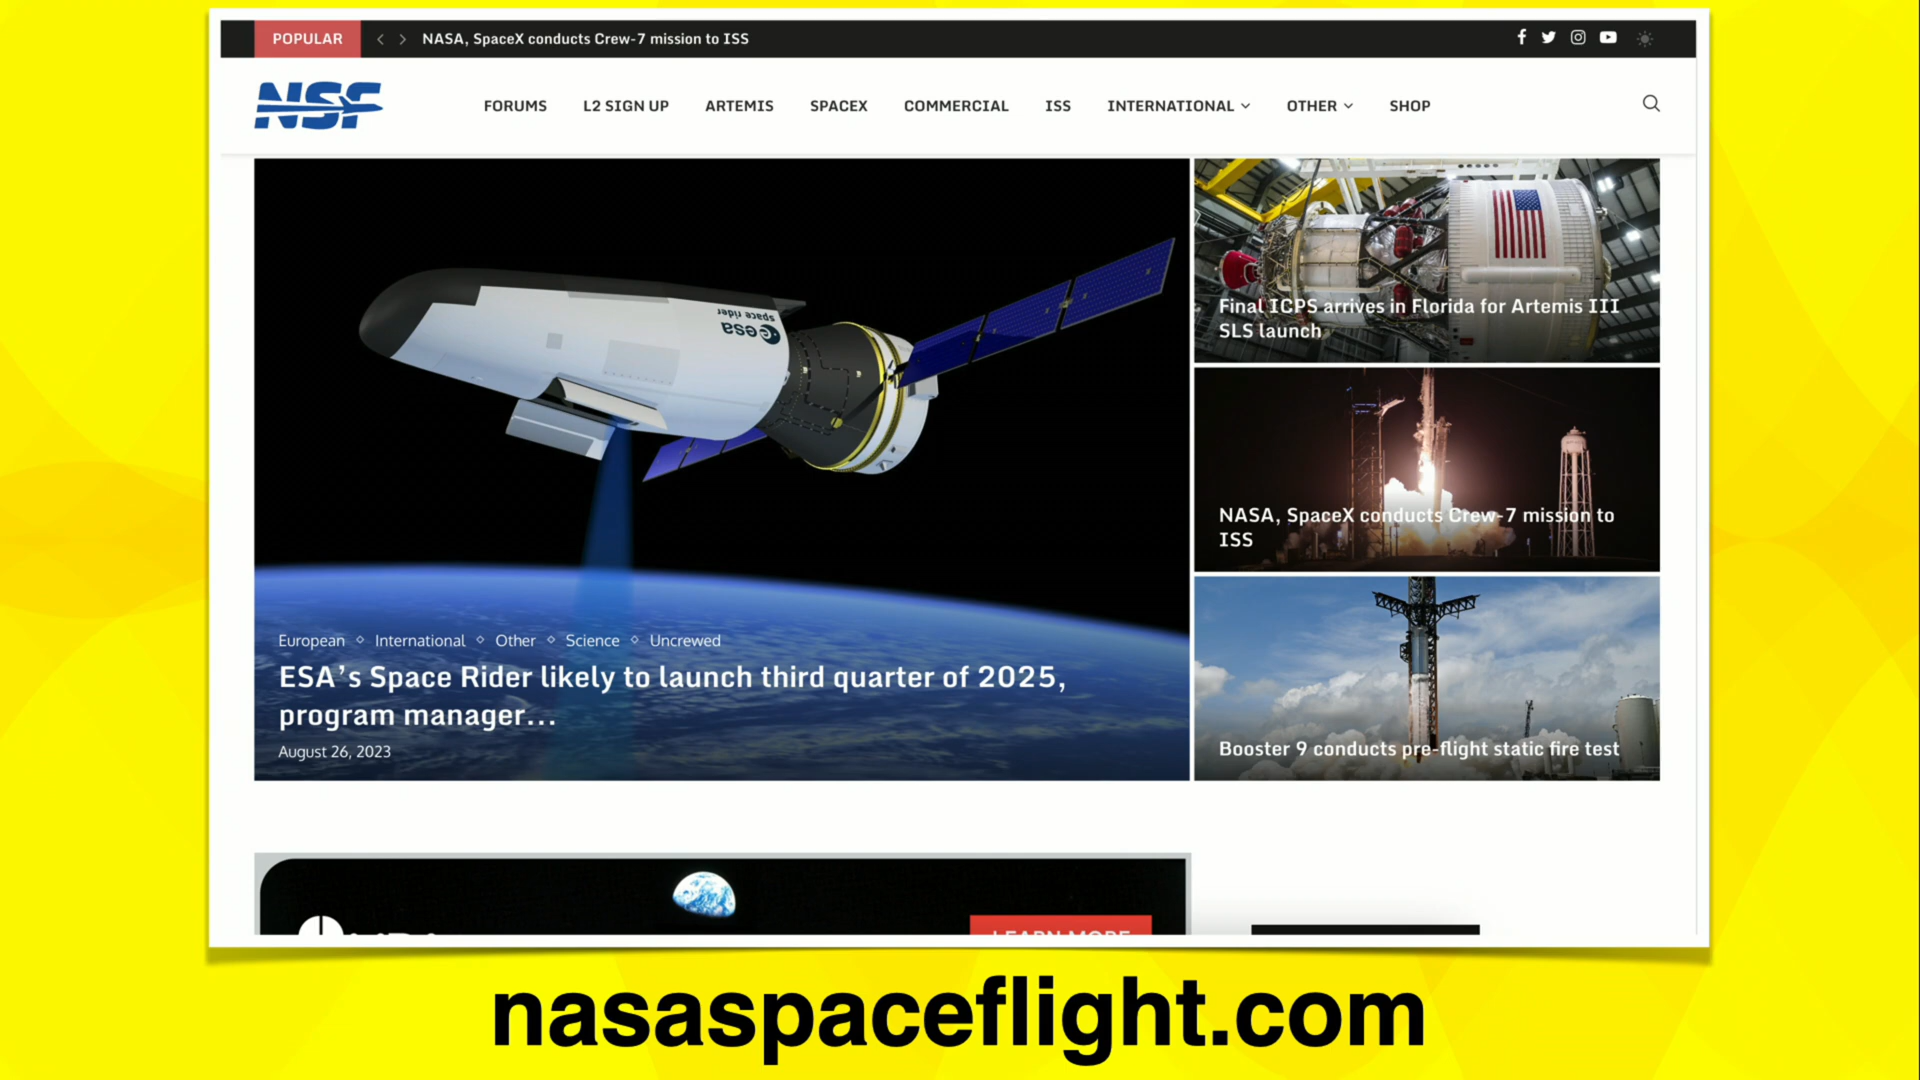 POPULAR
NASA, SpaceX conducts Crew-7 mission to ISS
NSF
FORUMS
L2 SIGN UP
ARTEMIS
SPACEX
COMMERCIAL
ISS
INTERNATIONAL
OTHER
SHOP
esa
space rider
European ⋄ International ⋄ Other ⋄ Science ⋄ Uncrewed
ESA's Space Rider likely to launch third quarter of 2025,
program manager...
August 26, 2023
Final ICPS arrives in Florida for Artemis III
SLS launch
NASA, SpaceX conducts Crew-7 mission to
ISS
Booster 9 conducts pre-flight static fire test
LEARN MORE
nasaspaceflight.com